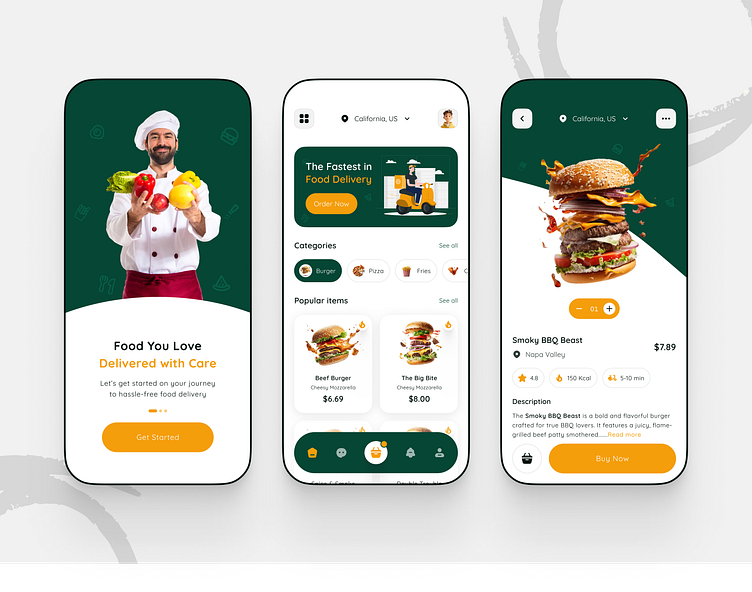 Food You Love
Delivered with Care
Let's get started on your journey
to hassle-free food delivery
Get Started
California, US
The Fastest in
Food Delivery
Order Now
Categories
See all
Burger
Pizza
Fries
Popular items
See all
Beef Burger
Cheesy Mozzarella
$6.69
The Big Bite
Cheesy Mozzarella
$8.00
Double Trouble
California, US
01
Smoky BBQ Beast
Napa Valley
$7.89
4.8
150 Kcal
5-10 min
Description
The Smoky BBQ Beast is a bold and flavorful burger
crafted for true BBQ lovers. It features a juicy, flame-
grilled beef patty smothered......Read more
Buy Now